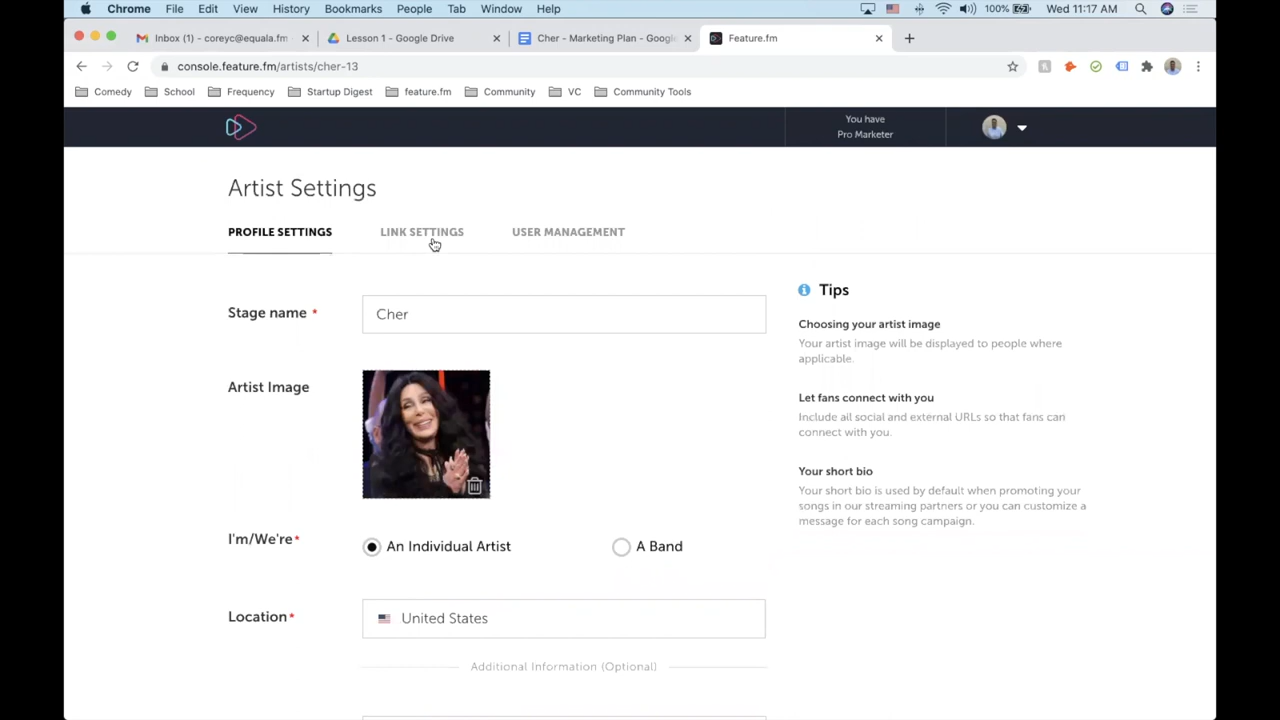 Chrome File Edit View History Bookmarks People Tab Window Help 100% Wed 11:17 AM
Inbox (1) - coreyc@equala.fm Lesson 1 - Google Drive Cher - Marketing Plan - Google Feature.fm
console.feature.fm/artists/cher-13
Comedy School Frequency Startup Digest feature.fm Community VC Community Tools
You have
Pro Marketer
Artist Settings
PROFILE SETTINGS LINK SETTINGS USER MANAGEMENT
Stage name * Cher
Artist Image
I'm/We're* An Individual Artist A Band
Location* United States
Additional Information (Optional)
Tips
Choosing your artist image
Your artist image will be displayed to people where
applicable.
Let fans connect with you
Include all social and external URLs so that fans can
connect with you.
Your short bio
Your short bio is used by default when promoting your
songs in our streaming partners or you can customize a
message for each song campaign.